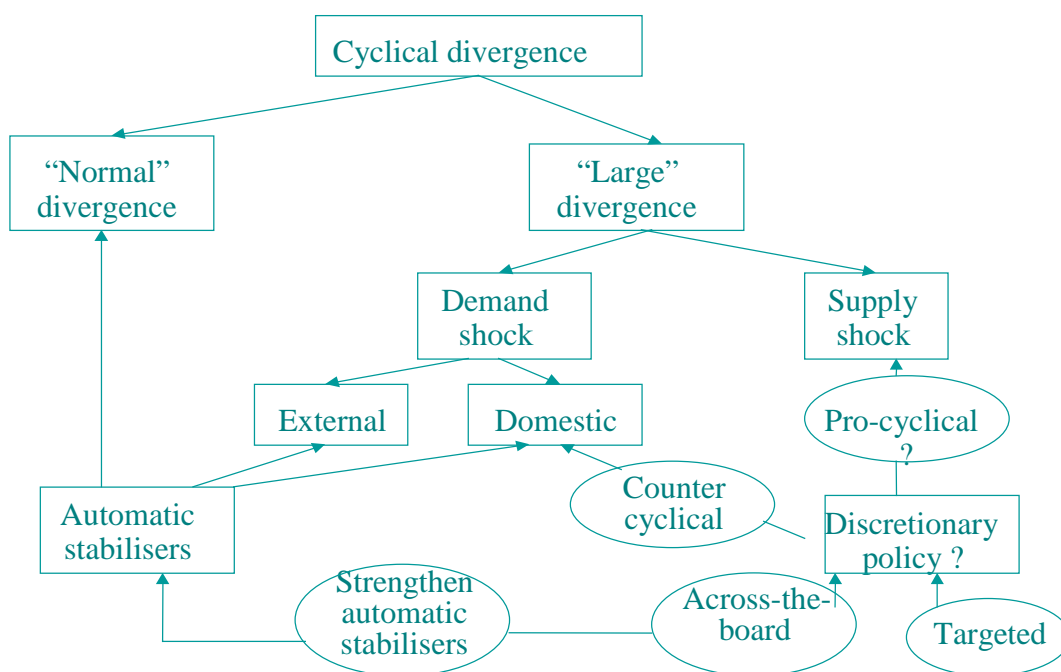 Cyclical divergence
“Normal”
divergence
“Large”
divergence
Demand
shock
Supply
shock
External
Domestic
Pro-cyclical
?
Automatic
stabilisers
Counter
cyclical
Discretionary
policy ?
Strengthen
automatic
stabilisers
Across-the-
board
Targeted